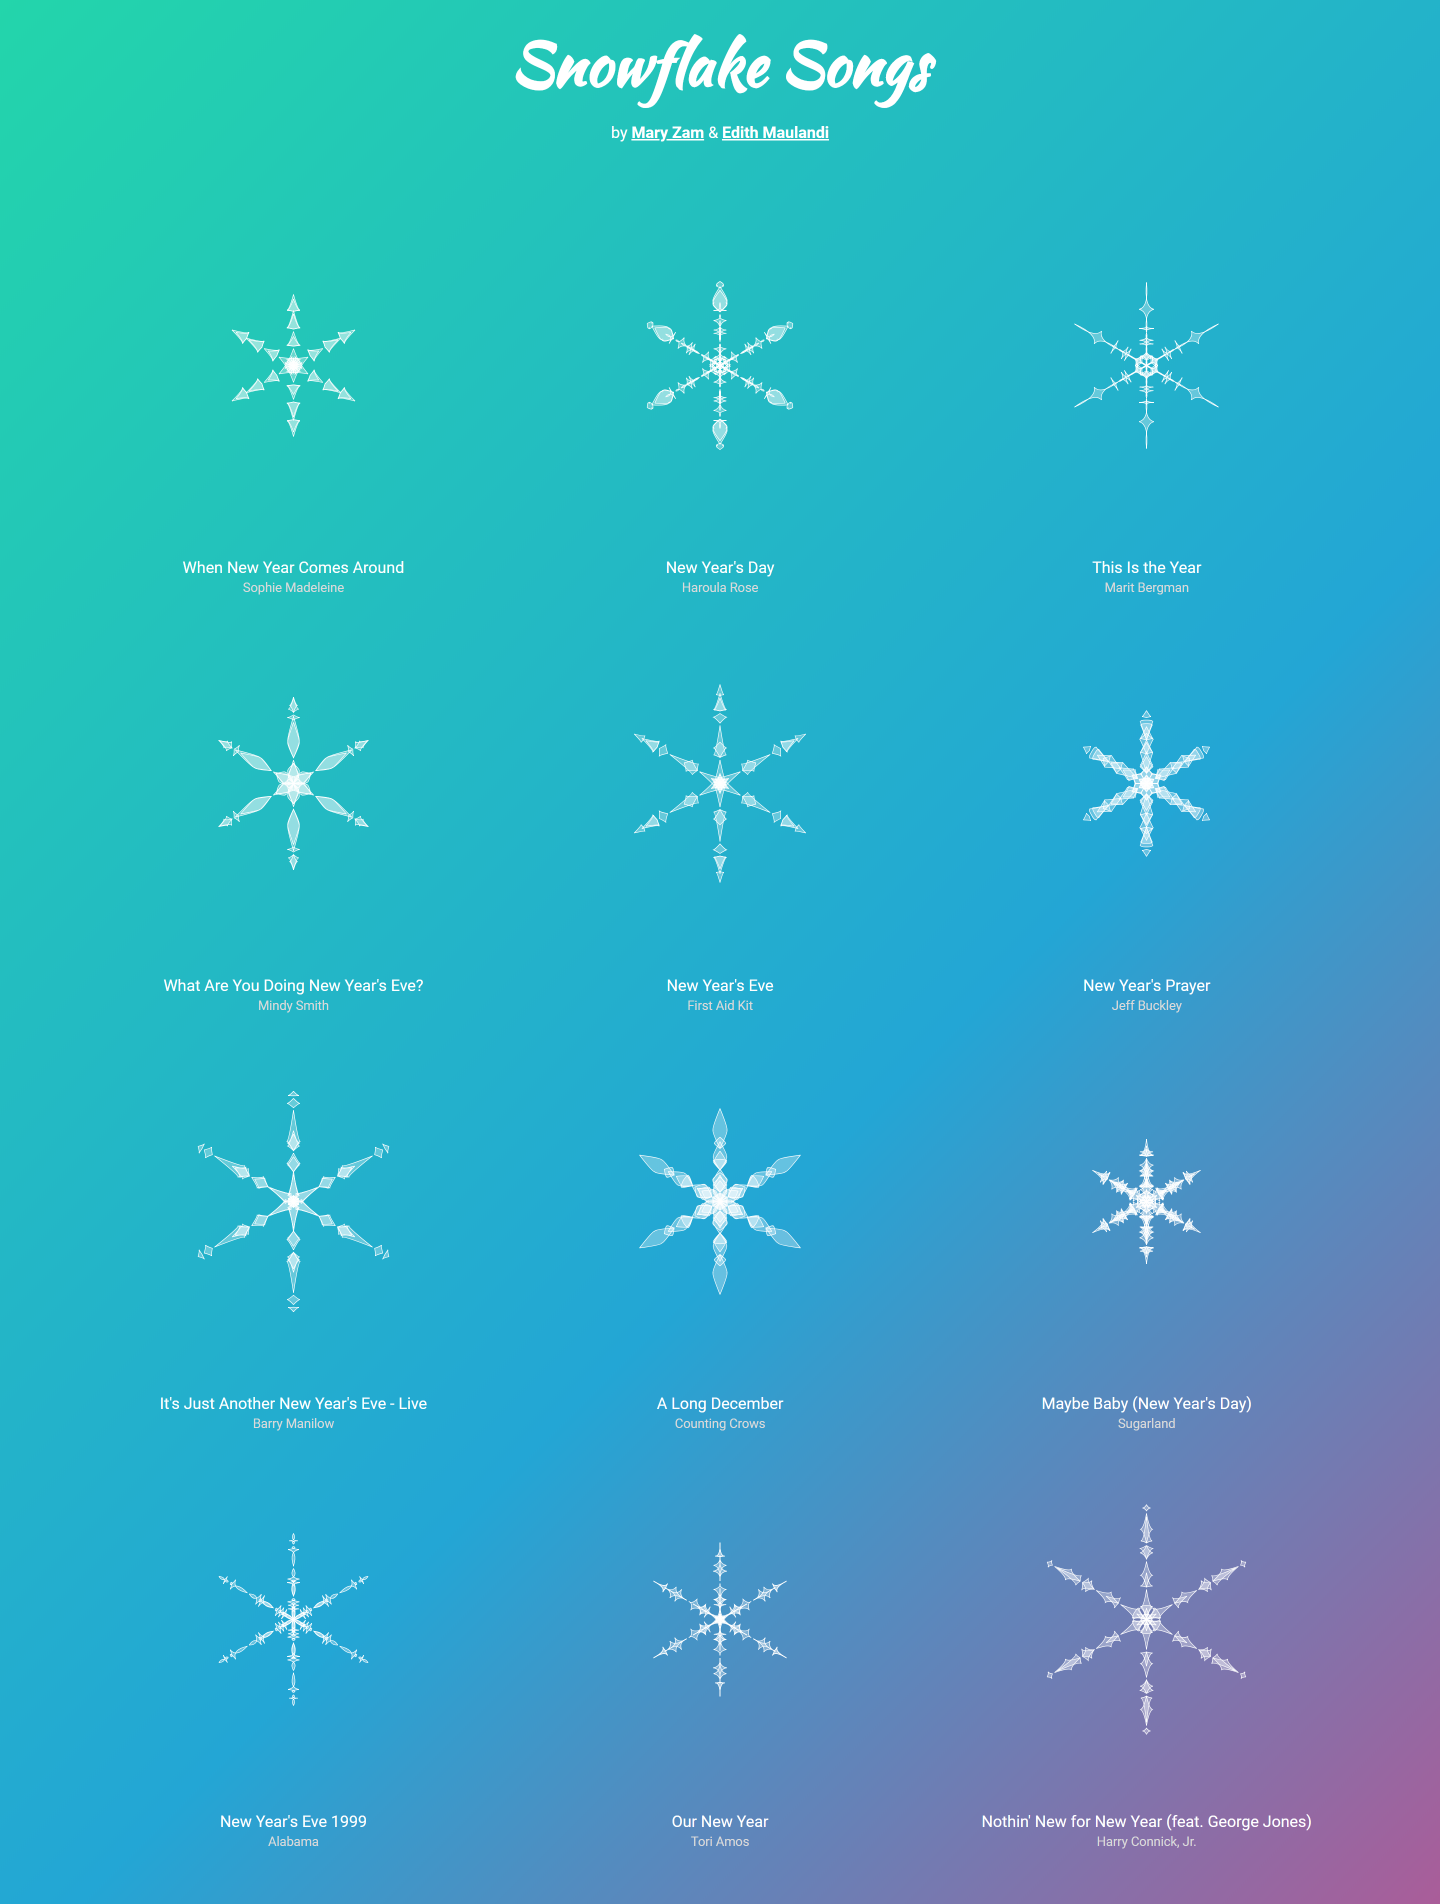 Snowflake Songs
by Mary Zam & Edith Maulandi
When New Year Comes Around
Sophie Madeleine
New Year's Day
Haroula Rose
This Is the Year
Marit Bergman
What Are You Doing New Year's Eve?
Mindy Smith
New Year's Eve
First Aid Kit
New Year's Prayer
Jeff Buckley
It's Just Another New Year's Eve - Live
Barry Manilow
A Long December
Counting Crows
Maybe Baby (New Year's Day)
Sugarland
New Year's Eve 1999
Alabama
Our New Year
Tori Amos
Nothin' New for New Year (feat. George Jones)
Harry Connick, Jr.